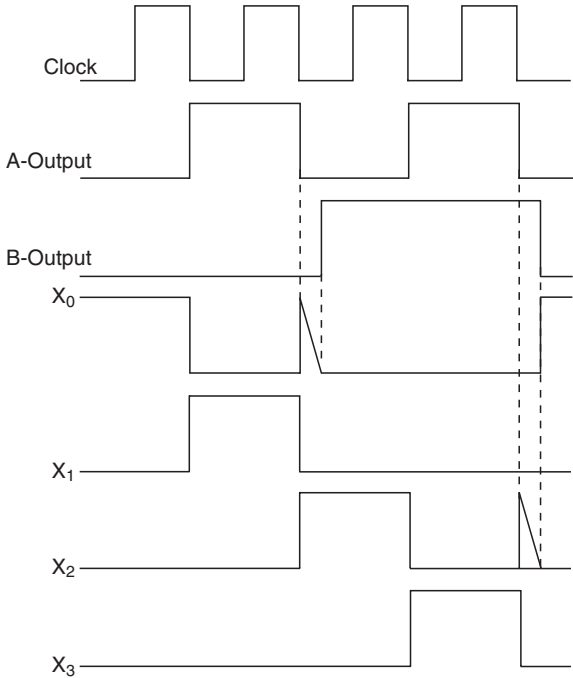 Clock
A-Output
B-Output
X₀
X₁
X₂
X₃